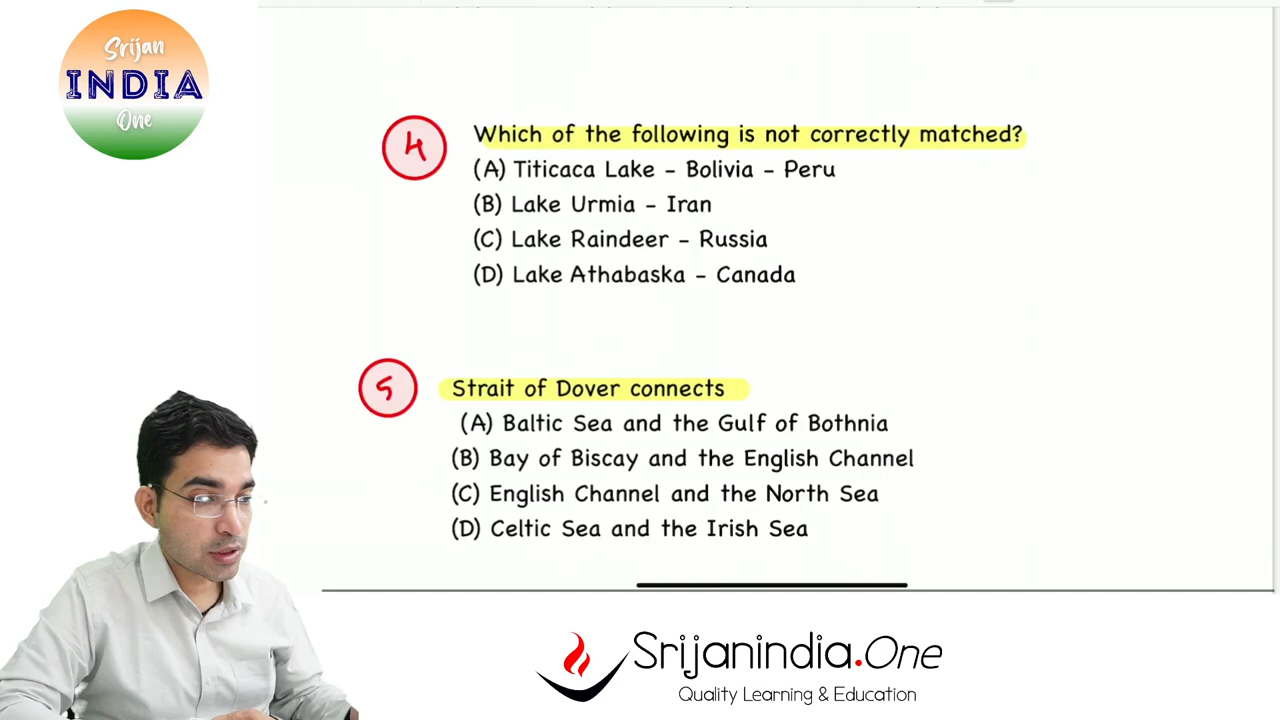 Srijan
INDIA
One
4
Which of the following is not correctly matched?
(A) Titicaca Lake - Bolivia - Peru
(B) Lake Urmia - Iran
(C) Lake Raindeer - Russia
(D) Lake Athabaska - Canada
5
Strait of Dover connects
(A) Baltic Sea and the Gulf of Bothnia
(B) Bay of Biscay and the English Channel
(C) English Channel and the North Sea
(D) Celtic Sea and the Irish Sea
Srijanindia.One
Quality Learning & Education